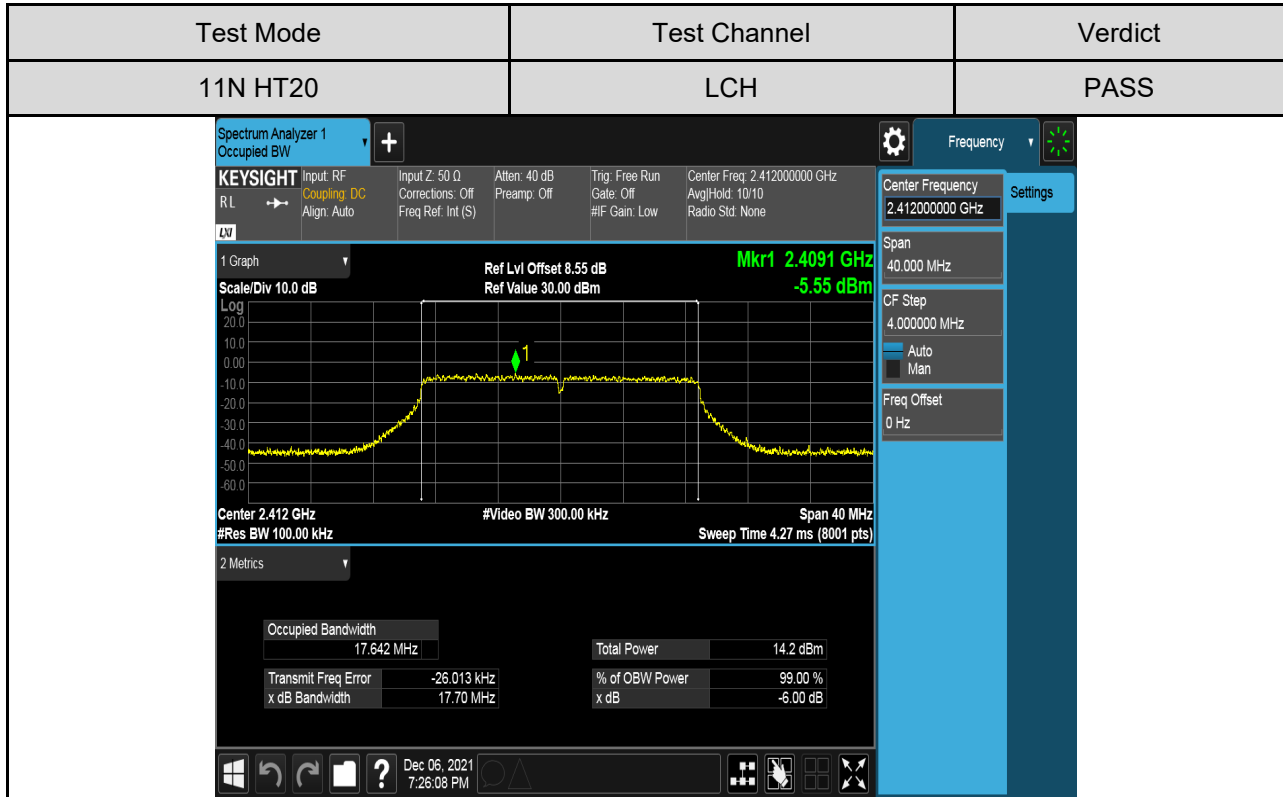 Test Mode Test Channel Verdict
11N HT20 LCH PASS
Spectrum Analyzer 1
Occupied BW
+
Frequency
KEYSIGHT
RL
LXI
Input: RF
Coupling: DC
Align: Auto
Input Z: 50 Ω
Corrections: Off
Freq Ref: Int (S)
Atten: 40 dB
Preamp: Off
Trig: Free Run
Gate: Off
#IF Gain: Low
Center Freq: 2.412000000 GHz
Avg|Hold: 10/10
Radio Std: None
Center Frequency
2.412000000 GHz
Settings
Span
40.000 MHz
CF Step
4.000000 MHz
Auto
Man
Freq Offset
0 Hz
1 Graph
Scale/Div 10.0 dB
Ref Lvl Offset 8.55 dB
Ref Value 30.00 dBm
Mkr1 2.4091 GHz
-5.55 dBm
Log
20.0
10.0
0.00
-10.0
-20.0
-30.0
-40.0
-50.0
-60.0
1
Center 2.412 GHz
#Res BW 100.00 kHz
#Video BW 300.00 kHz
Span 40 MHz
Sweep Time 4.27 ms (8001 pts)
2 Metrics
Occupied Bandwidth
17.642 MHz
Total Power 14.2 dBm
Transmit Freq Error -26.013 kHz
% of OBW Power 99.00 %
x dB Bandwidth 17.70 MHz
x dB -6.00 dB
?
Dec 06, 2021
7:26:08 PM